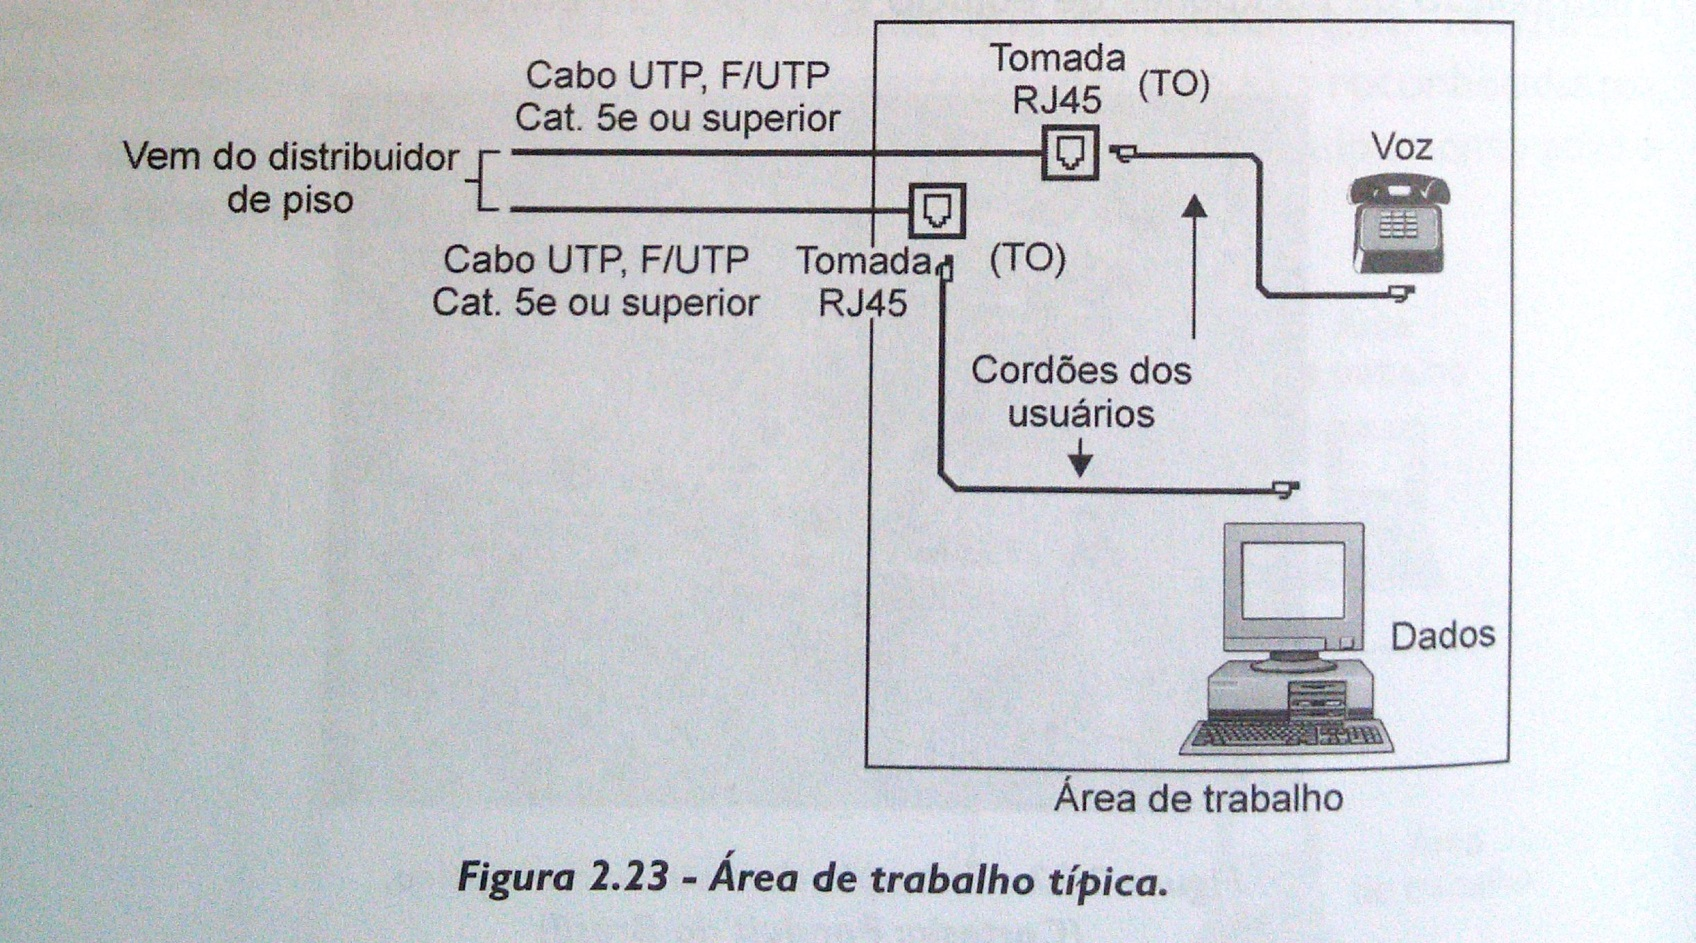 Cabo UTP, F/UTP
Cat. 5e ou superior
Tomada
RJ45
(TO)
Vem do distribuidor
de piso
Voz
Cabo UTP, F/UTP
Cat. 5e ou superior
Tomada
RJ45
(TO)
Cordões dos
usuários
Dados
Área de trabalho
Figura 2.23 - Área de trabalho típica.